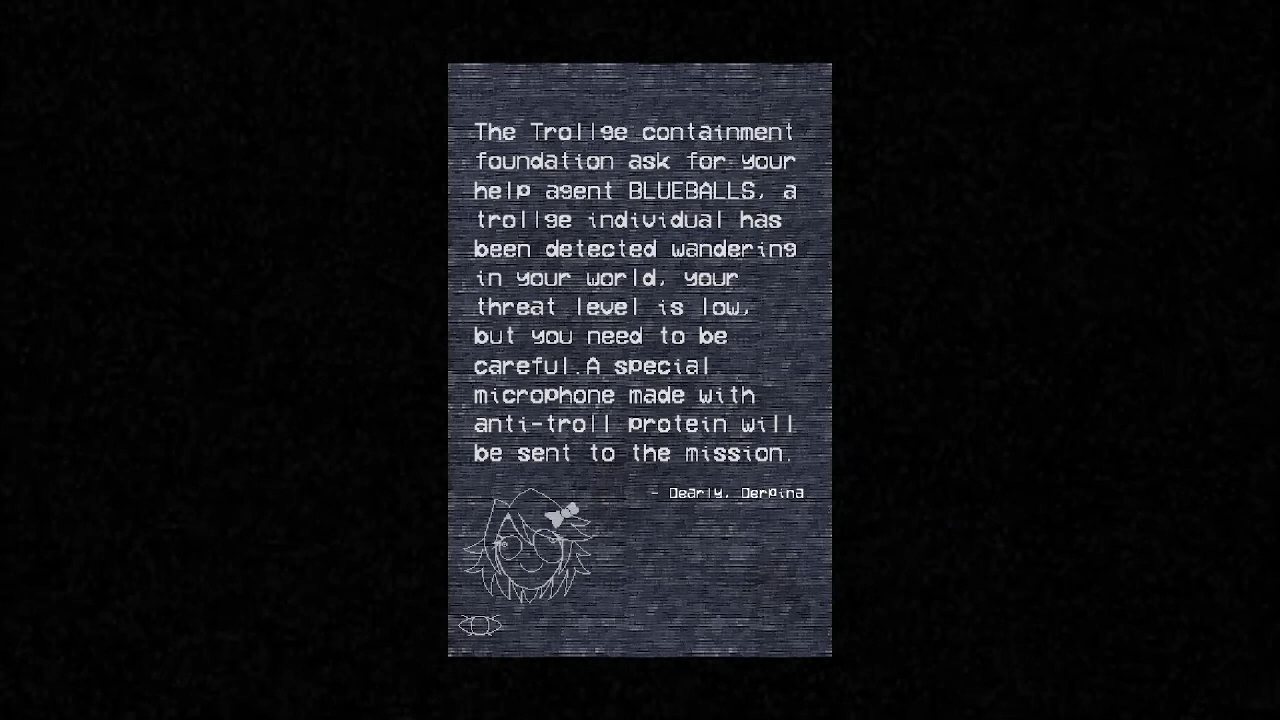 The Trollge containment
foundation ask for your
help agent BLUEBALLS, a
trollge individual has
been detected wandering
in your world, your
threat level is low,
but you need to be
careful.A special
microphone made with
anti-troll protein will
be sent to the mission.
- Dearly, Derpina